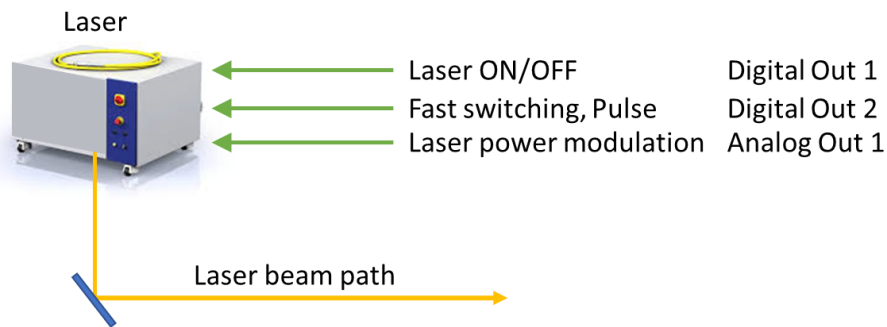 Laser
Laser ON/OFF Digital Out 1
Fast switching, Pulse Digital Out 2
Laser power modulation Analog Out 1
Laser beam path